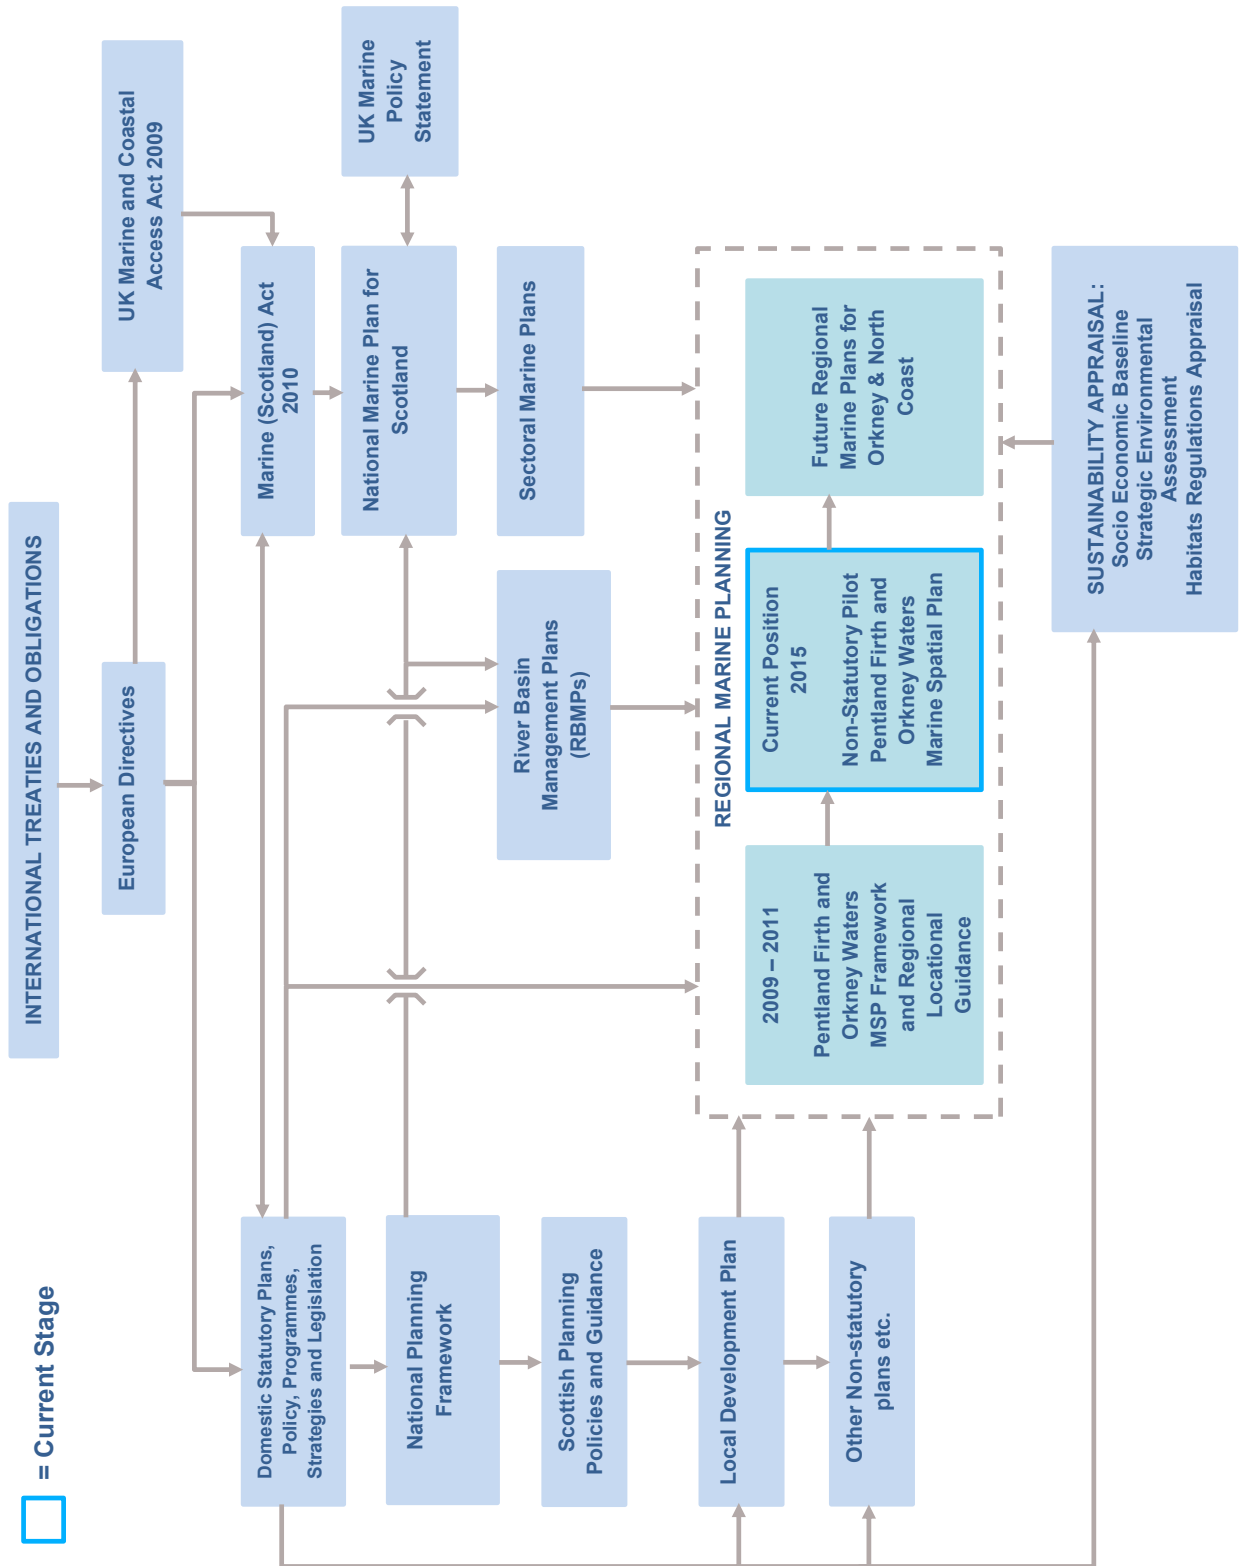 = Current Stage
INTERNATIONAL TREATIES AND OBLIGATIONS
European Directives
UK Marine and Coastal
Access Act 2009
Domestic Statutory Plans,
Policy, Programmes,
Strategies and Legislation
Marine (Scotland) Act
2010
National Planning
Framework
National Marine Plan for
Scotland
UK Marine
Policy
Statement
Scottish Planning
Policies and Guidance
River Basin
Management Plans
(RBMPs)
Sectoral Marine Plans
Local Development Plan
Other Non-statutory
plans etc.
REGIONAL MARINE PLANNING
2009 – 2011
Pentland Firth and
Orkney Waters
MSP Framework
and Regional
Locational
Guidance
Current Position
2015
Non-Statutory Pilot
Pentland Firth and
Orkney Waters
Marine Spatial Plan
Future Regional
Marine Plans for
Orkney & North
Coast
SUSTAINABILITY APPRAISAL:
Socio Economic Baseline
Strategic Environmental
Assessment
Habitats Regulations Appraisal